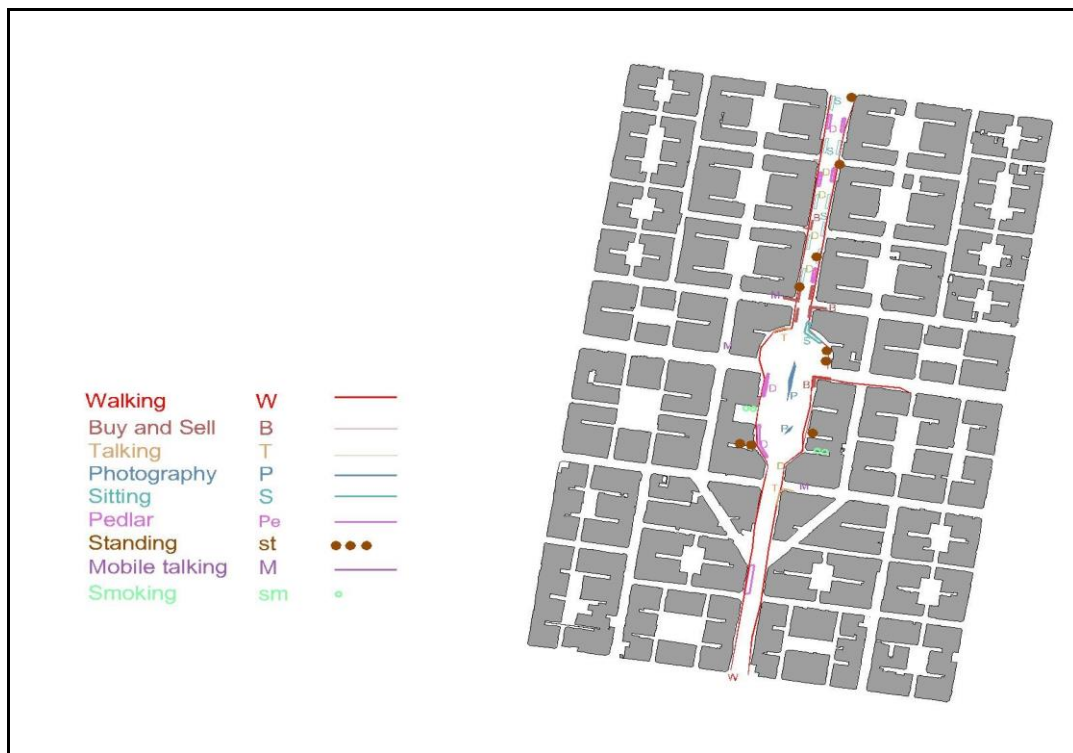 Walking W
Buy and Sell B
Talking T
Photography P
Sitting S
Pedlar Pe
Standing st
Mobile talking M
Smoking sm
S
D
S
D
D
S
B
D
D
M
B
T
S
M
D
B
P
P
D
D
T
M
W